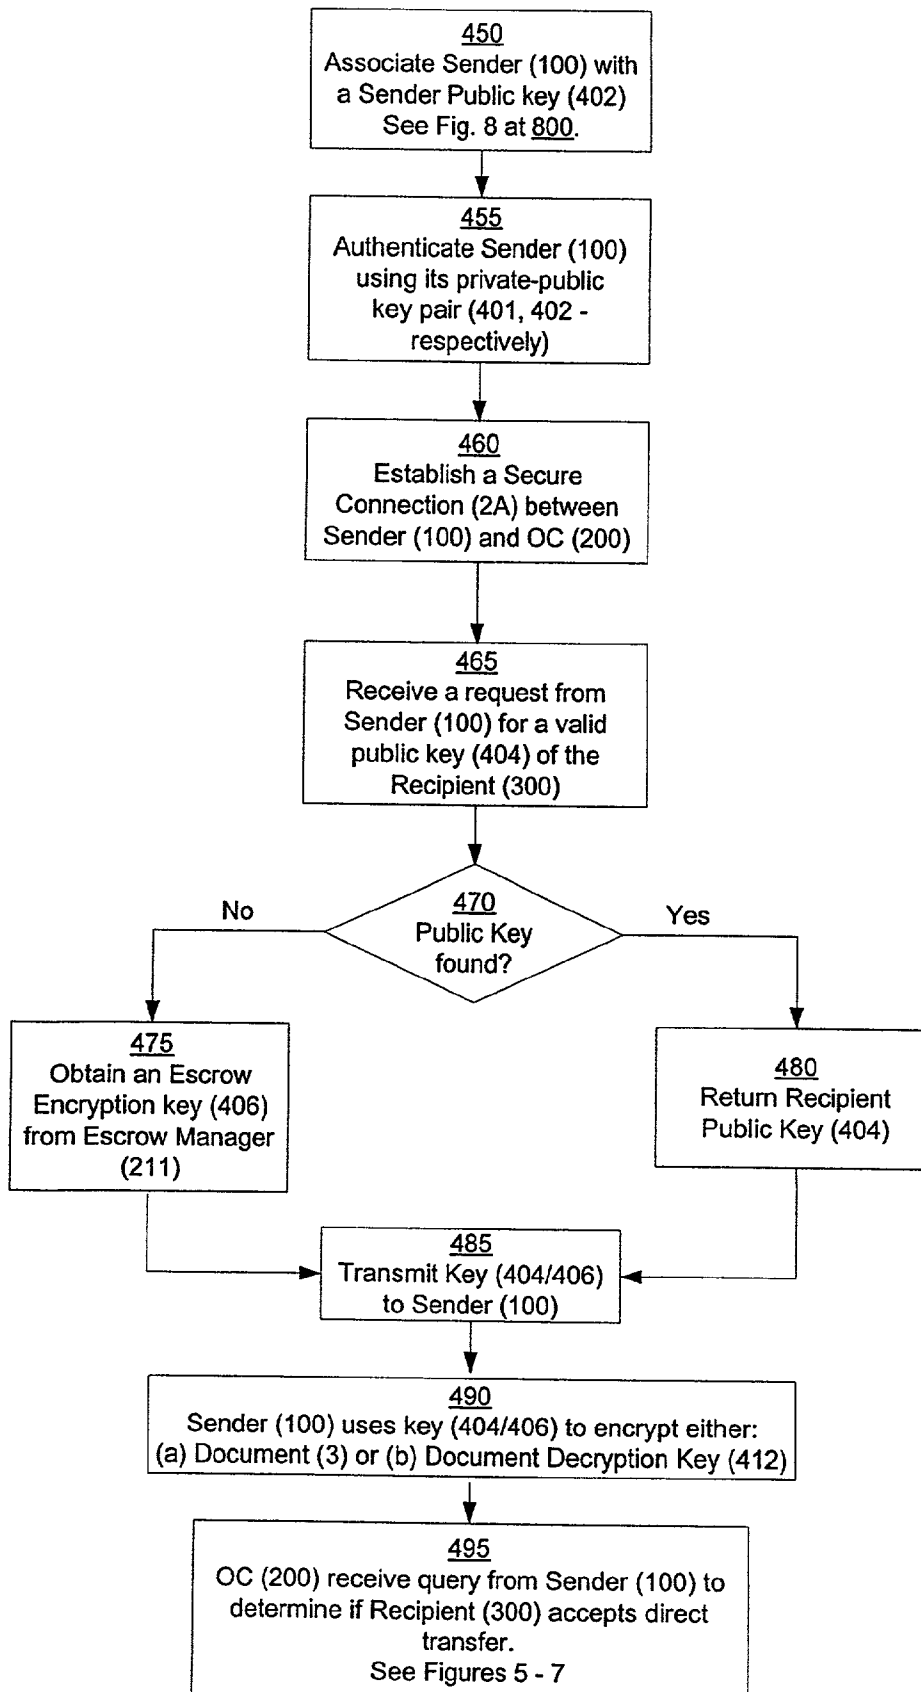 450
Associate Sender (100) with
a Sender Public key (402)
See Fig. 8 at 800.
455
Authenticate Sender (100)
using its private-public
key pair (401, 402 -
respectively)
460
Establish a Secure
Connection (2A) between
Sender (100) and OC (200)
465
Receive a request from
Sender (100) for a valid
public key (404) of the
Recipient (300)
470
Public Key
found?
No
Yes
475
Obtain an Escrow
Encryption key (406)
from Escrow Manager
(211)
480
Return Recipient
Public Key (404)
485
Transmit Key (404/406)
to Sender (100)
490
Sender (100) uses key (404/406) to encrypt either:
(a) Document (3) or (b) Document Decryption Key (412)
495
OC (200) receive query from Sender (100) to
determine if Recipient (300) accepts direct
transfer.
See Figures 5 - 7